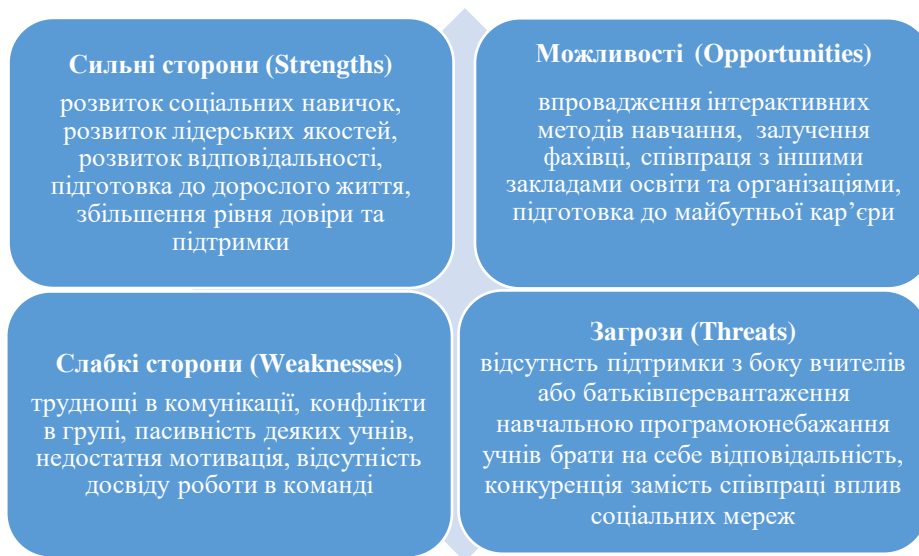 Сильні сторони (Strengths)
розвиток соціальних навичок,
розвиток лідерських якостей,
розвиток відповідальності,
підготовка до дорослого життя,
збільшення рівня довіри та
підтримки
Можливості (Opportunities)
впровадження інтерактивних
методів навчання, залучення
фахівці, співпраця з іншими
закладами освіти та організаціями,
підготовка до майбутньої кар’єри
Слабкі сторони (Weaknesses)
труднощі в комунікації, конфлікти
в групі, пасивність деяких учнів,
недостатня мотивація, відсутність
досвіду роботи в команді
Загрози (Threats)
відсутнсть підтримки з боку вчителів
або батьківперевантаження
навчальною програмоюнебажання
учнів брати на себе відповідальність,
конкуренція замість співпраці вплив
соціальних мереж